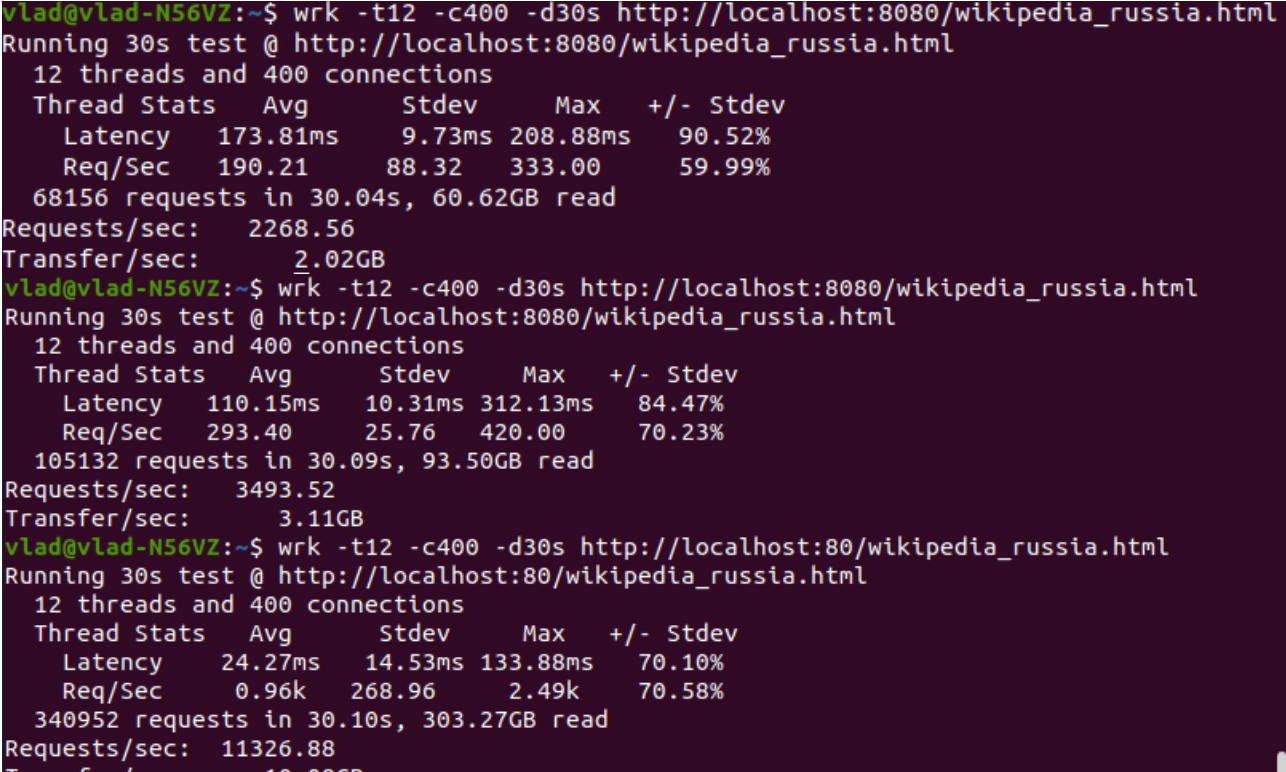 vlad@vlad-N56VZ:~$ wrk -t12 -c400 -d30s http://localhost:8080/wikipedia_russia.html
Running 30s test @ http://localhost:8080/wikipedia_russia.html
12 threads and 400 connections
Thread Stats Avg Stdev Max +/- Stdev
Latency 173.81ms 9.73ms 208.88ms 90.52%
Req/Sec 190.21 88.32 333.00 59.99%
68156 requests in 30.04s, 60.62GB read
Requests/sec: 2268.56
Transfer/sec: 2.02GB
vlad@vlad-N56VZ:~$ wrk -t12 -c400 -d30s http://localhost:8080/wikipedia_russia.html
Running 30s test @ http://localhost:8080/wikipedia_russia.html
12 threads and 400 connections
Thread Stats Avg Stdev Max +/- Stdev
Latency 110.15ms 10.31ms 312.13ms 84.47%
Req/Sec 293.40 25.76 420.00 70.23%
105132 requests in 30.09s, 93.50GB read
Requests/sec: 3493.52
Transfer/sec: 3.11GB
vlad@vlad-N56VZ:~$ wrk -t12 -c400 -d30s http://localhost:80/wikipedia_russia.html
Running 30s test @ http://localhost:80/wikipedia_russia.html
12 threads and 400 connections
Thread Stats Avg Stdev Max +/- Stdev
Latency 24.27ms 14.53ms 133.88ms 70.10%
Req/Sec 0.96k 268.96 2.49k 70.58%
340952 requests in 30.10s, 303.27GB read
Requests/sec: 11326.88